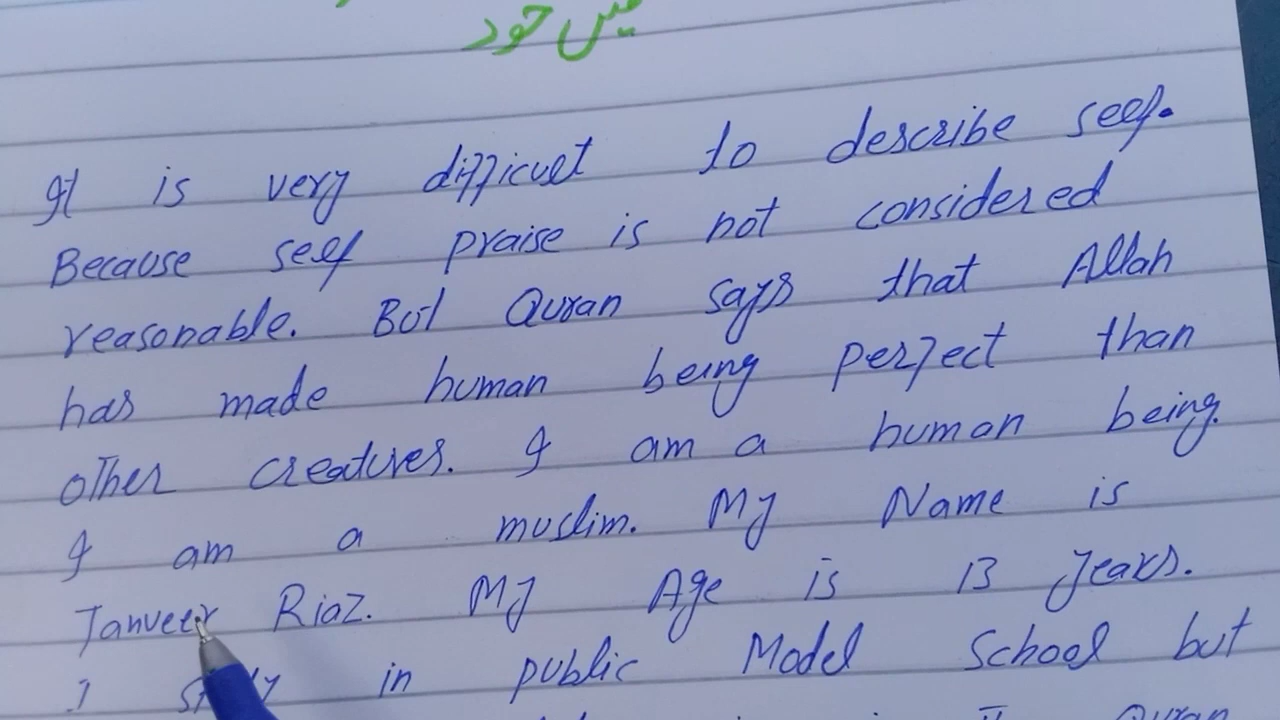 میں خود
It is very difficult to describe self.
Because self praise is not considered
reasonable. But Quran says that Allah
has made human being perfect than
other creatures. I am a human being.
I am a muslim. My Name is
Tanveer Riaz. My Age is 13 years.
I study in public Model School but
Quran